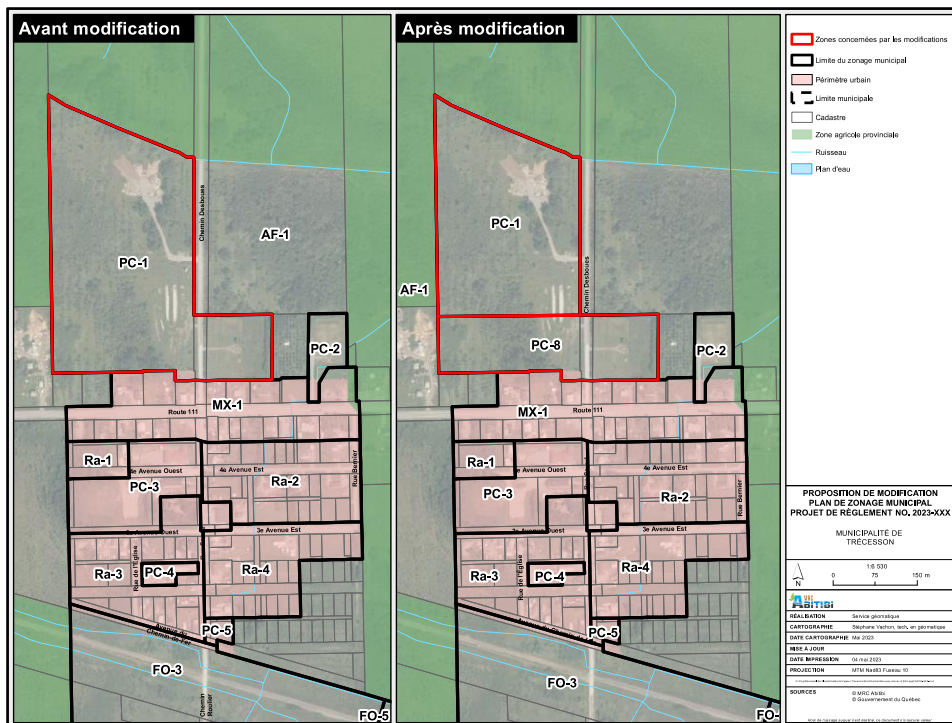 Avant modification
Chemin Desboues
AF-1
PC-1
PC-2
MX-1
Route 111
Ra-1
4e Avenue Ouest
4e Avenue Est
Rue Bernier
PC-3
Ra-2
3e Avenue Est
Ra-3
Rue de l'Église
PC-4
Ra-4
PC-5
Chemin de Fer
FO-3
Chemin
Roulier
FO-5
Après modification
PC-1
AF-1
Chemin Desboues
PC-8
PC-2
MX-1
Route 111
Ra-1
4e Avenue Est
Rue Bernier
PC-3
Ra-2
3e Avenue Est
Ra-3
Rue de l'Église
PC-4
Ra-4
PC-5
FO-3
FO-
Zones concernées par les modifications
Limite du zonage municipal
Périmètre urbain
Limite municipale
Cadastre
Zone agricole provinciale
Ruisseau
Plan d'eau
PROPOSITION DE MODIFICATION
PLAN DE ZONAGE MUNICIPAL
PROJET DE RÈGLEMENT NO. 2023-XXX
MUNICIPALITÉ DE
TRÉCESSON
N
1:6 530
0 75 150 m
MRC
ABITIBI
RÉALISATION Service géomatique
CARTOGRAPHIE Stéphane Vachon, tech. en géomatique
DATE CARTOGRAPHIE Mai 2023
MISE À JOUR
DATE IMPRESSION 04 mai 2023
PROJECTION MTM Nad83 Fuseau 10
SOURCES © MRC Abitibi
© Gouvernement du Québec